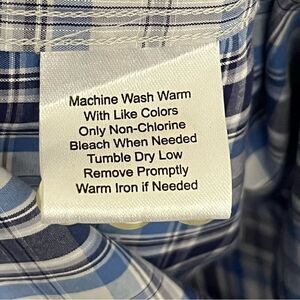 Machine Wash Warm
With Like Colors
Only Non-Chlorine
Bleach When Needed
Tumble Dry Low
Remove Promptly
Warm Iron if Needed